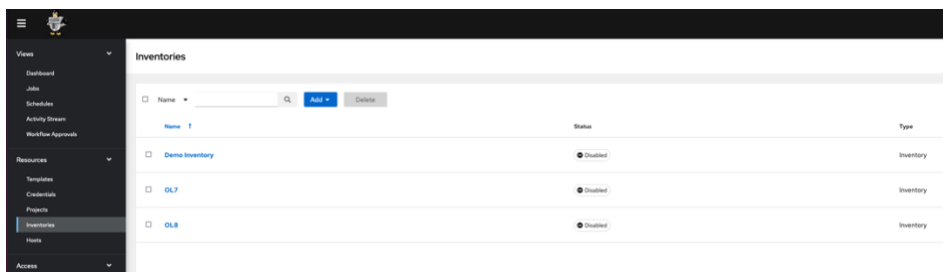 Views
Dashboard
Jobs
Schedules
Activity Stream
Workflow Approvals
Resources
Templates
Credentials
Projects
Inventories
Hosts
Access
Inventories
Name
Add
Delete
Name Status Type
Demo Inventory Disabled Inventory
OL7 Disabled Inventory
OL8 Disabled Inventory